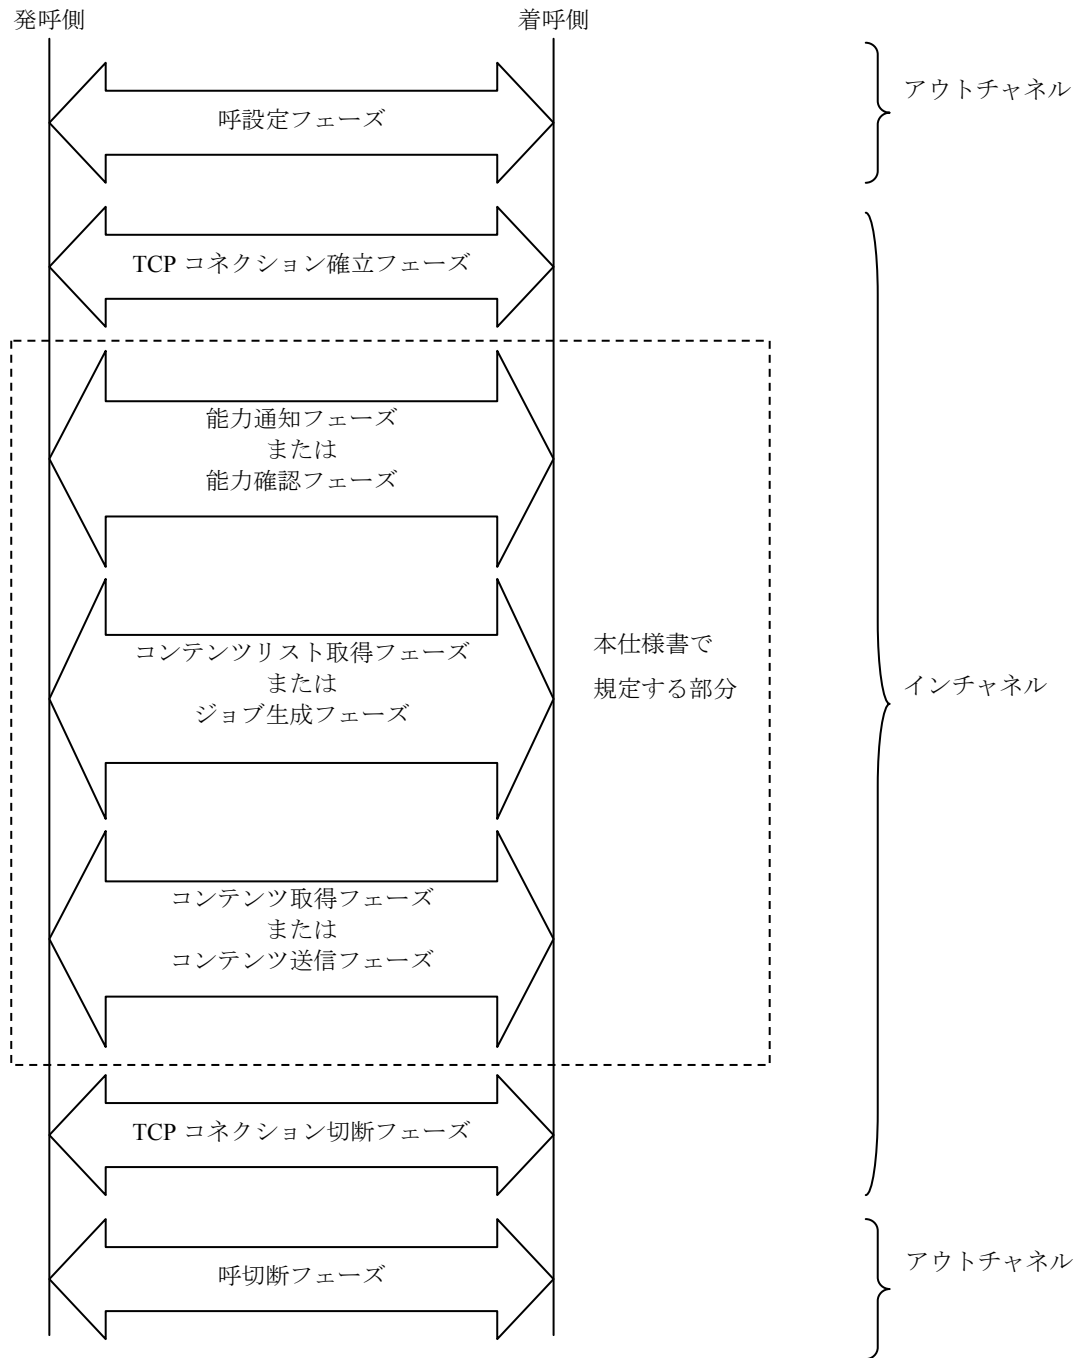 発呼側
着呼側
アウトチャネル
呼設定フェーズ
TCP コネクション確立フェーズ
能力通知フェーズ
または
能力確認フェーズ
コンテンツリスト取得フェーズ
または
ジョブ生成フェーズ
本仕様書で
規定する部分
インチャネル
コンテンツ取得フェーズ
または
コンテンツ送信フェーズ
TCP コネクション切断フェーズ
呼切断フェーズ
アウトチャネル